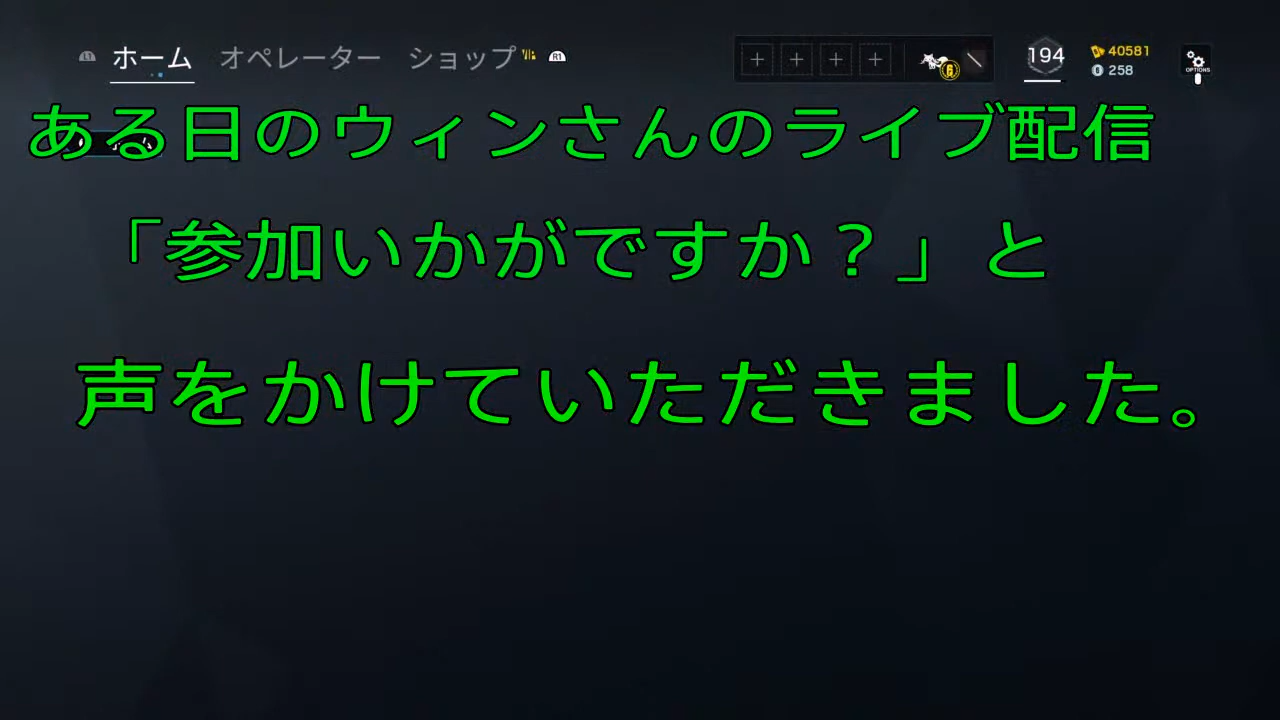 L1 ホーム オペレーター ショップ R1 194 40581
258
OPTIONS
ある日のウィンさんのライブ配信
「参加いかがですか？」と
声をかけていただきました。